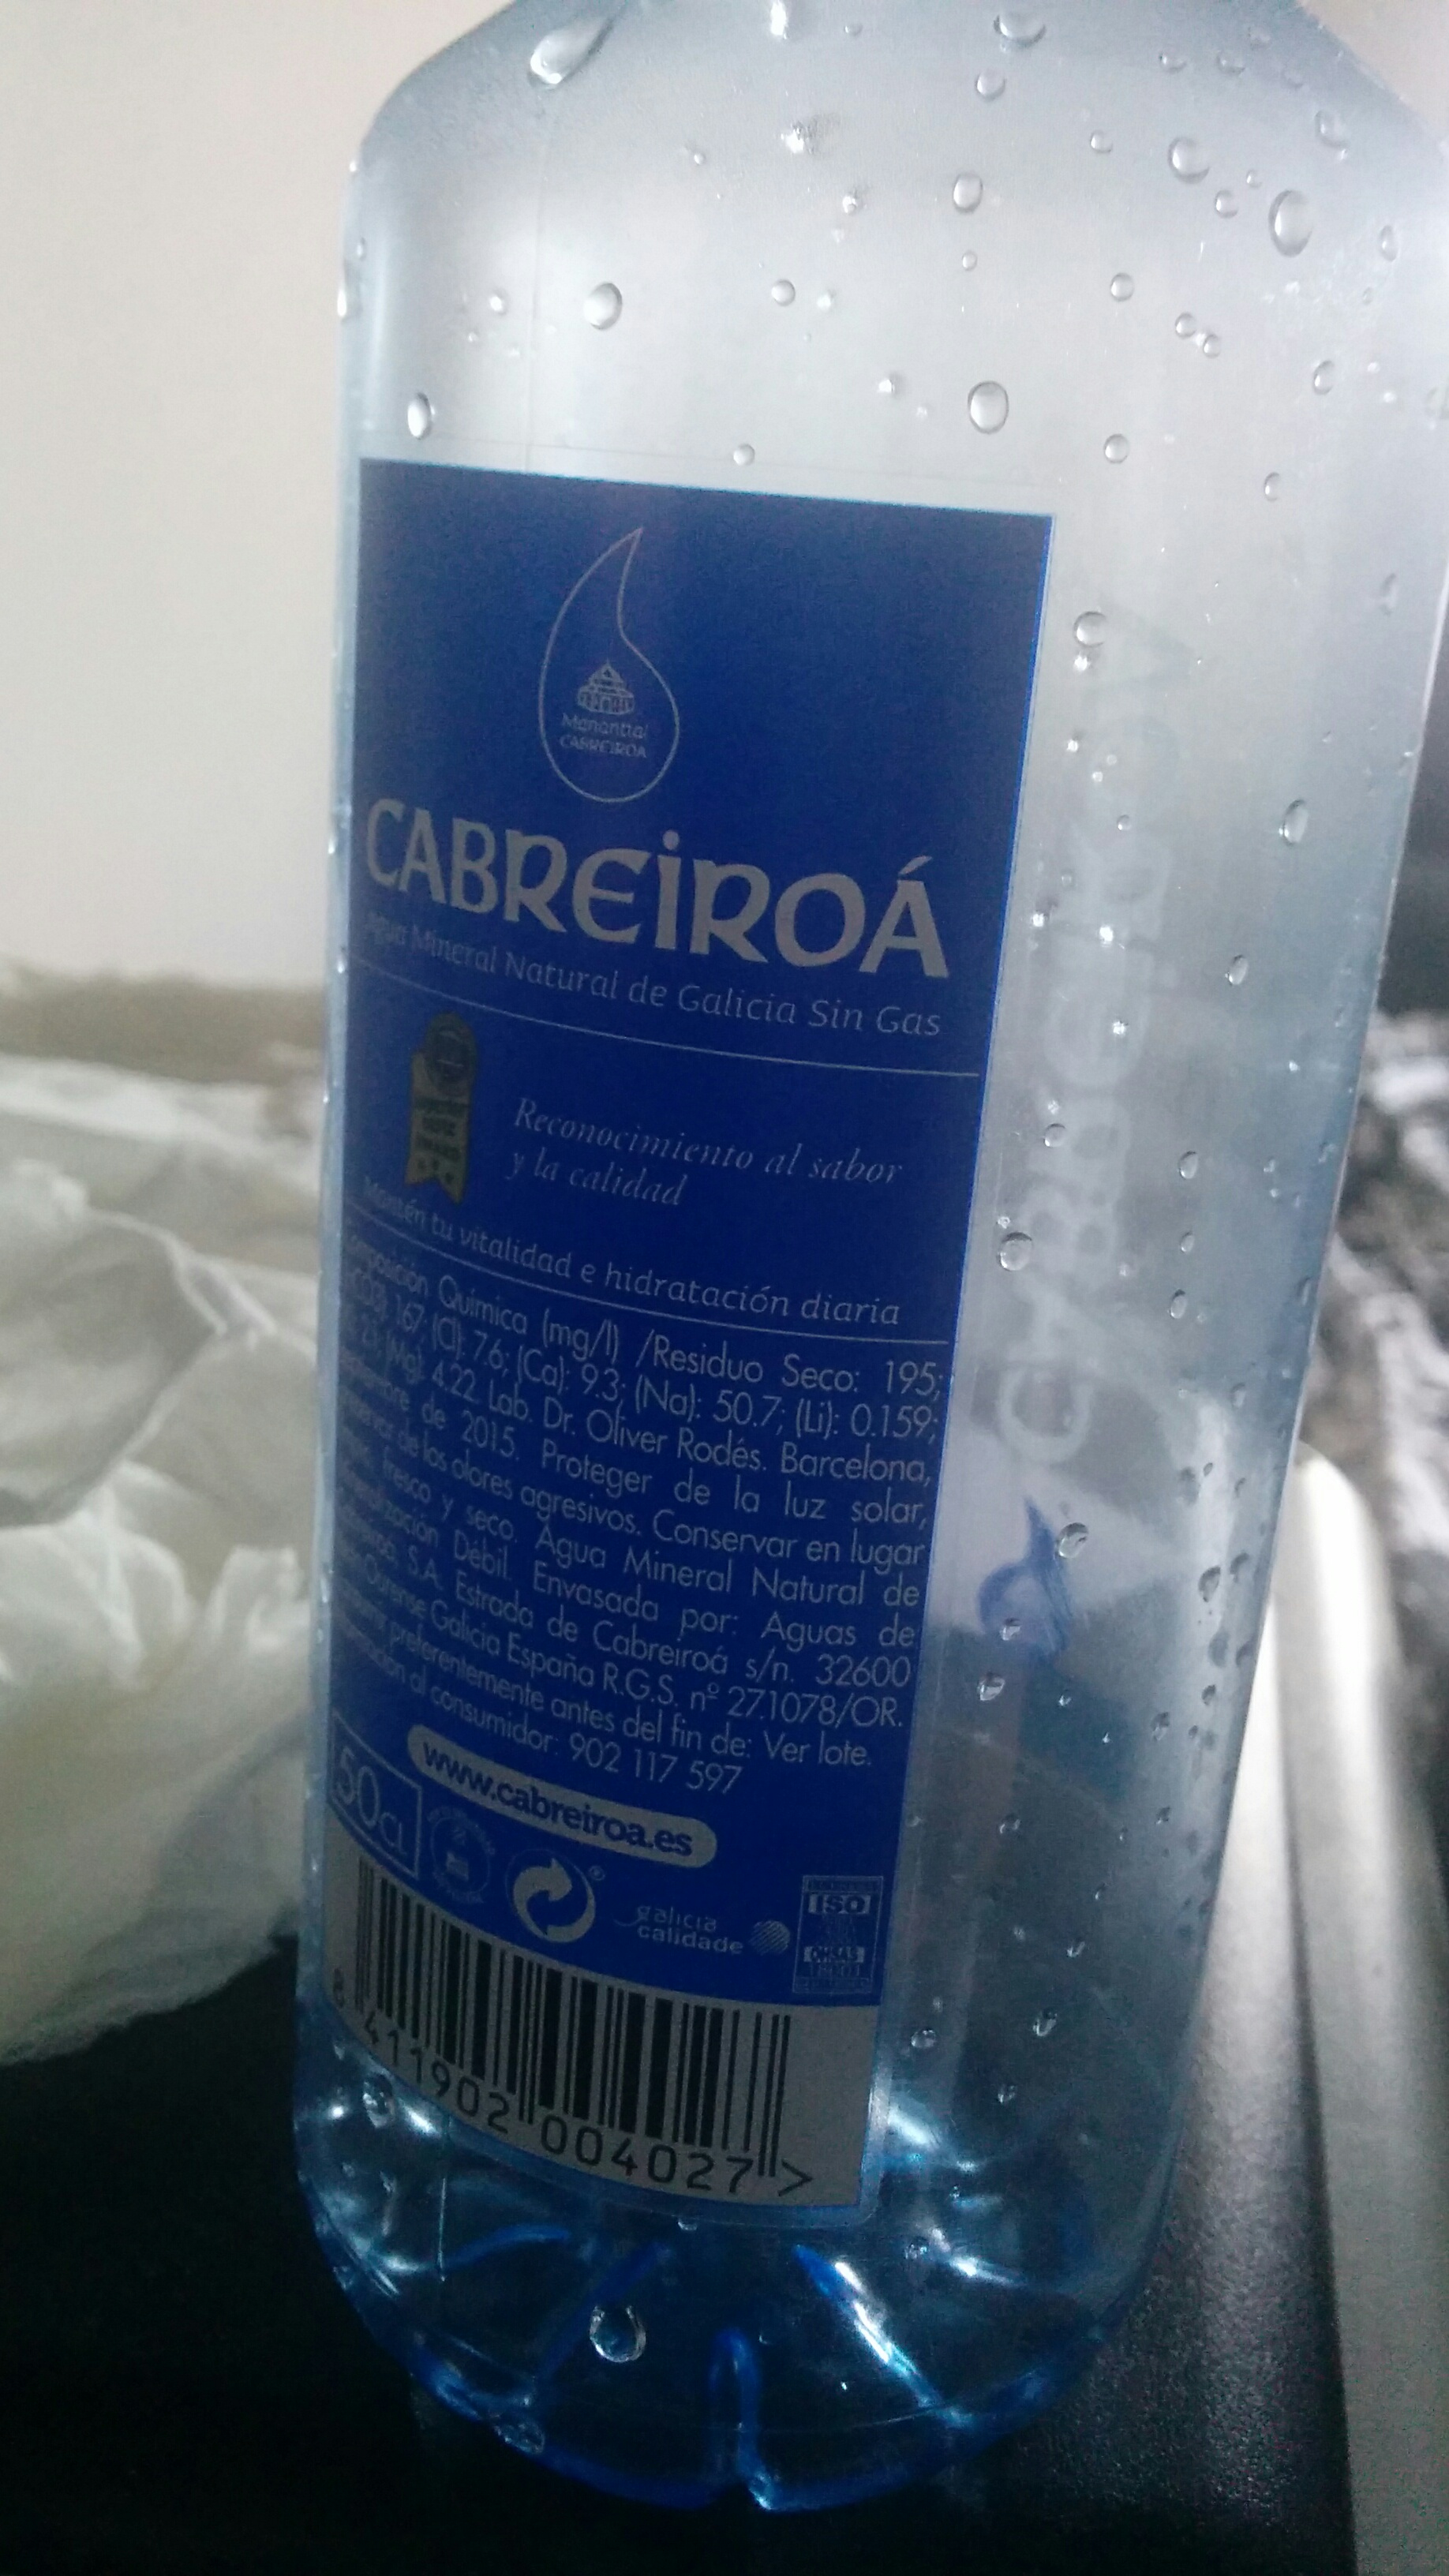 Manantial
CABREIROÁ
CABREIROÁ
Agua Mineral Natural de Galicia Sin Gas
Reconocimiento al sabor
y la calidad
Mantén tu vitalidad e hidratación diaria
Composición Química (mg/l) /Residuo Seco: 195;
167; (Cl): 7.6; (Ca): 9.3; (Na): 50.7; (Li): 0.159;
(Mg): 4.22. Lab. Dr. Oliver Rodés. Barcelona,
de 2015. Proteger de la luz solar,
de los olores agresivos. Conservar en lugar
fresco y seco. Agua Mineral Natural de
Débil. Envasada por: Aguas de
S.A. Estrada de Cabreiroá s/n. 32600
Ourense Galicia España R.G.S. nº 27.1078/OR.
preferentemente antes del fin de: Ver lote.
al consumidor: 902 117 597
www.cabreiroa.es
50CL
galicia
calidade
ISO
OHSAS
18001
8 411902 004027 >
CABREIROÁ